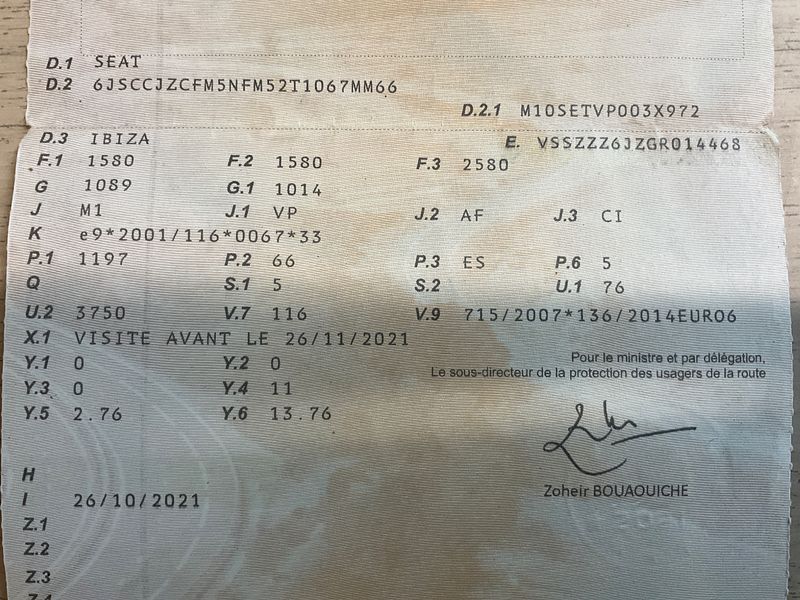 D.1 SEAT
D.2 6JSCCJZCFM5NFM52T1067MM66
D.2.1 M10SETVP003X972
D.3 IBIZA E. VSSZZZ6JZGR014468
F.1 1580 F.2 1580 F.3 2580
G 1089 G.1 1014
J M1 J.1 VP J.2 AF J.3 CI
K e9*2001/116*0067*33
P.1 1197 P.2 66 P.3 ES P.6 5
Q S.1 5 S.2 U.1 76
U.2 3750 V.7 116 V.9 715/2007*136/2014EURO6
X.1 VISITE AVANT LE 26/11/2021
Y.1 0 Y.2 0
Pour le ministre et par délégation,
Le sous-directeur de la protection des usagers de la route
Y.3 0 Y.4 11
Y.5 2.76 Y.6 13.76
H
I 26/10/2021
Zoheir BOUAOUICHE
Z.1
Z.2
Z.3
Z.4